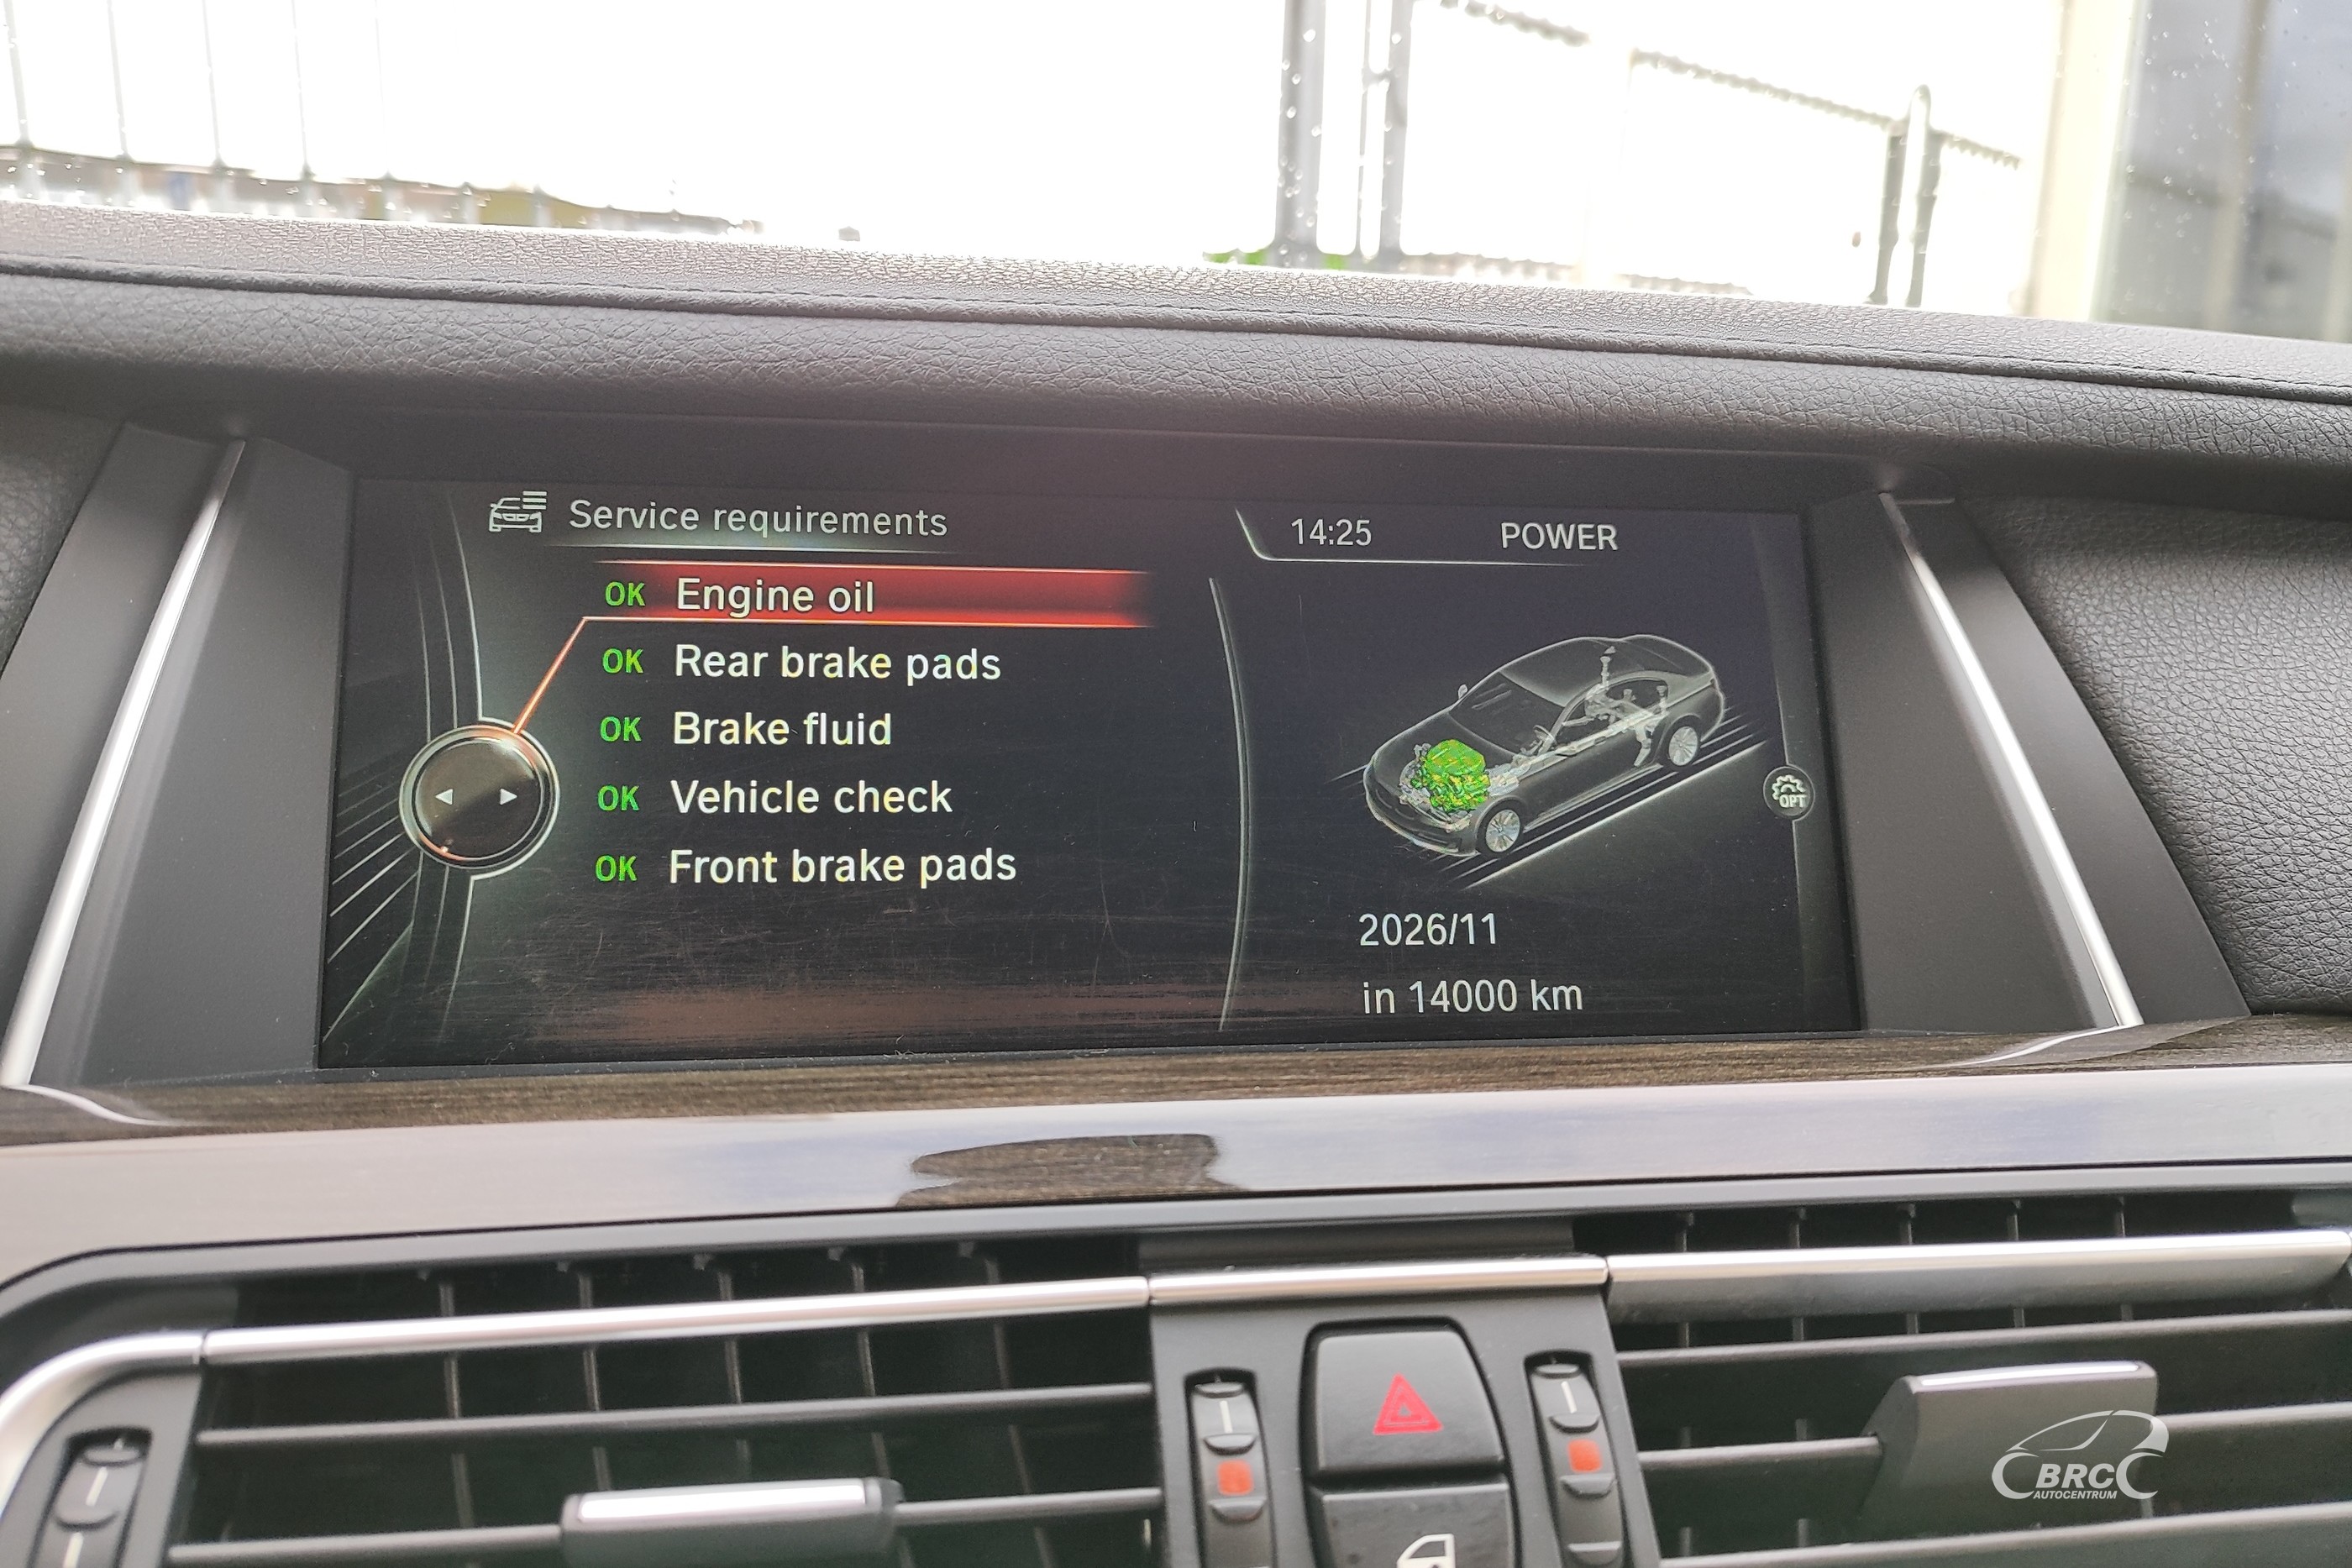 Service requirements
14:25 POWER
OK Engine oil
OK Rear brake pads
OK Brake fluid
OK Vehicle check
OK Front brake pads
OPT
2026/11
in 14000 km
BRC
AUTOCENTRUM